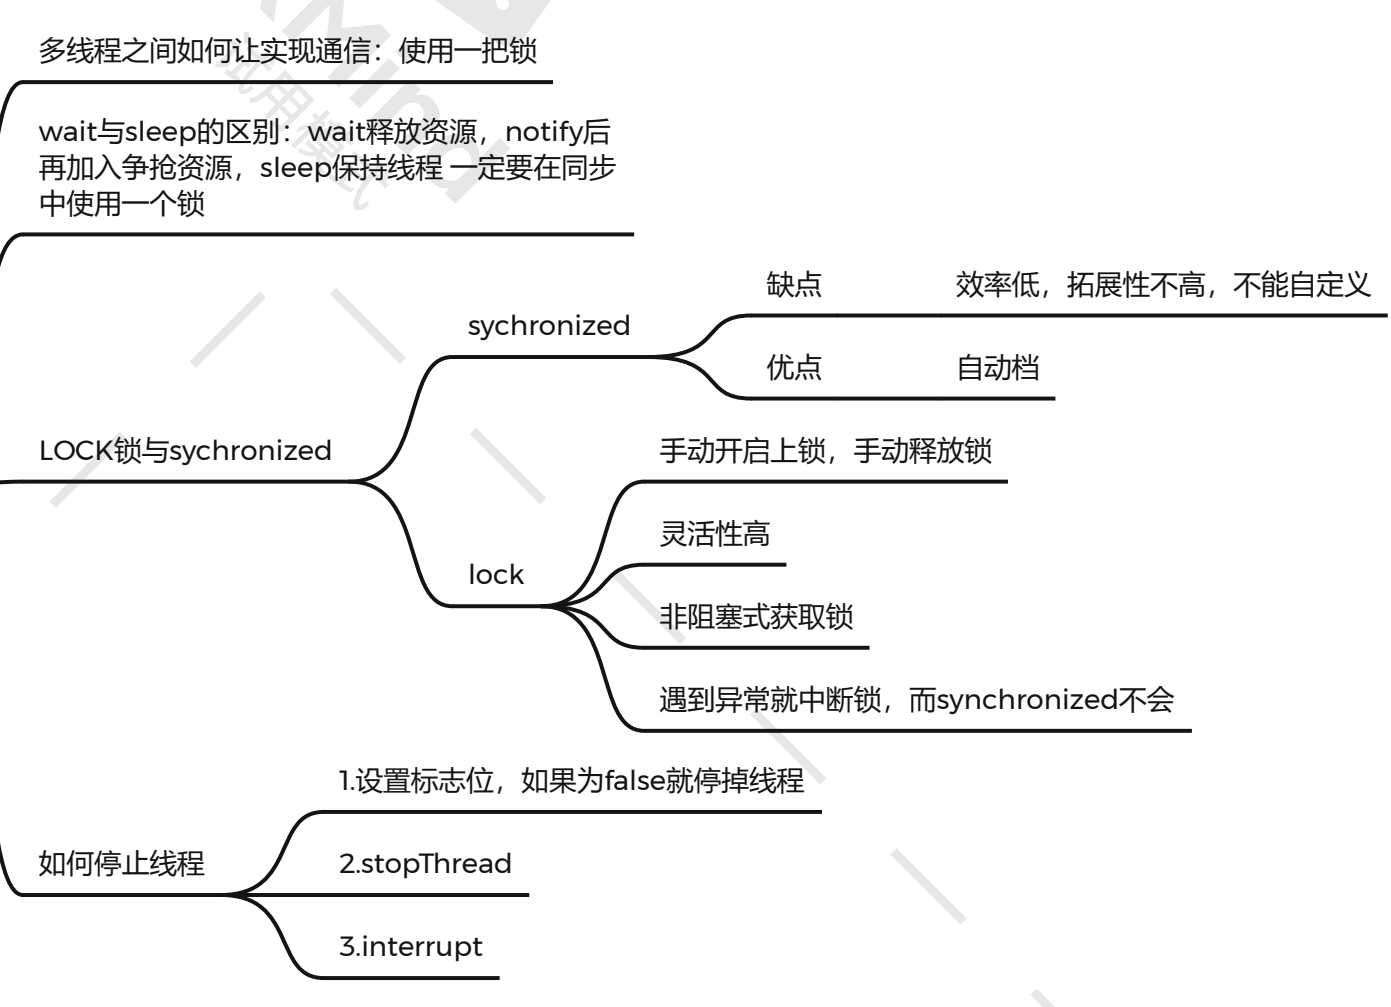 多线程之间如何让实现通信：使用一把锁
wait与sleep的区别：wait释放资源，notify后
再加入争抢资源，sleep保持线程 一定要在同步
中使用一个锁
LOCK锁与sychronized
sychronized
缺点
效率低，拓展性不高，不能自定义
优点
自动档
lock
手动开启上锁，手动释放锁
灵活性高
非阻塞式获取锁
遇到异常就中断锁，而synchronized不会
如何停止线程
1.设置标志位，如果为false就停掉线程
2.stopThread
3.interrupt
XMind
试用模式